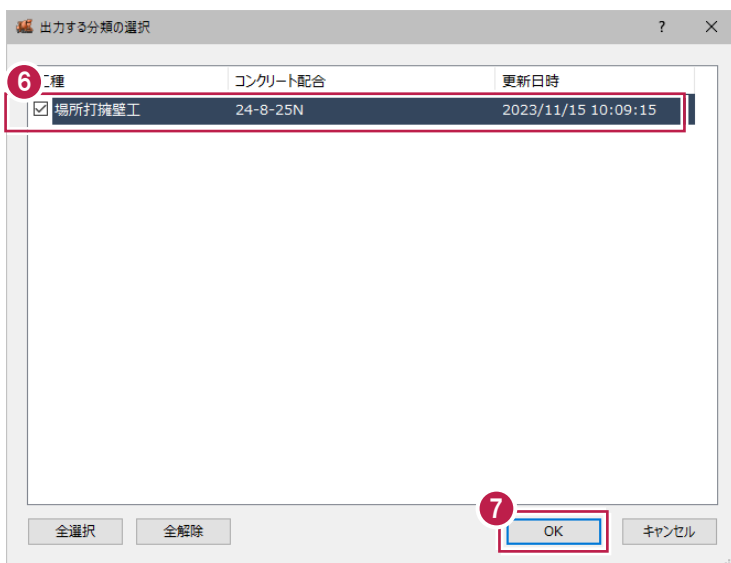 出力する分類の選択 ?
6
工種 コンクリート配合 更新日時
場所打擁壁工 24-8-25N 2023/11/15 10:09:15
7
全選択 全解除 OK キャンセル